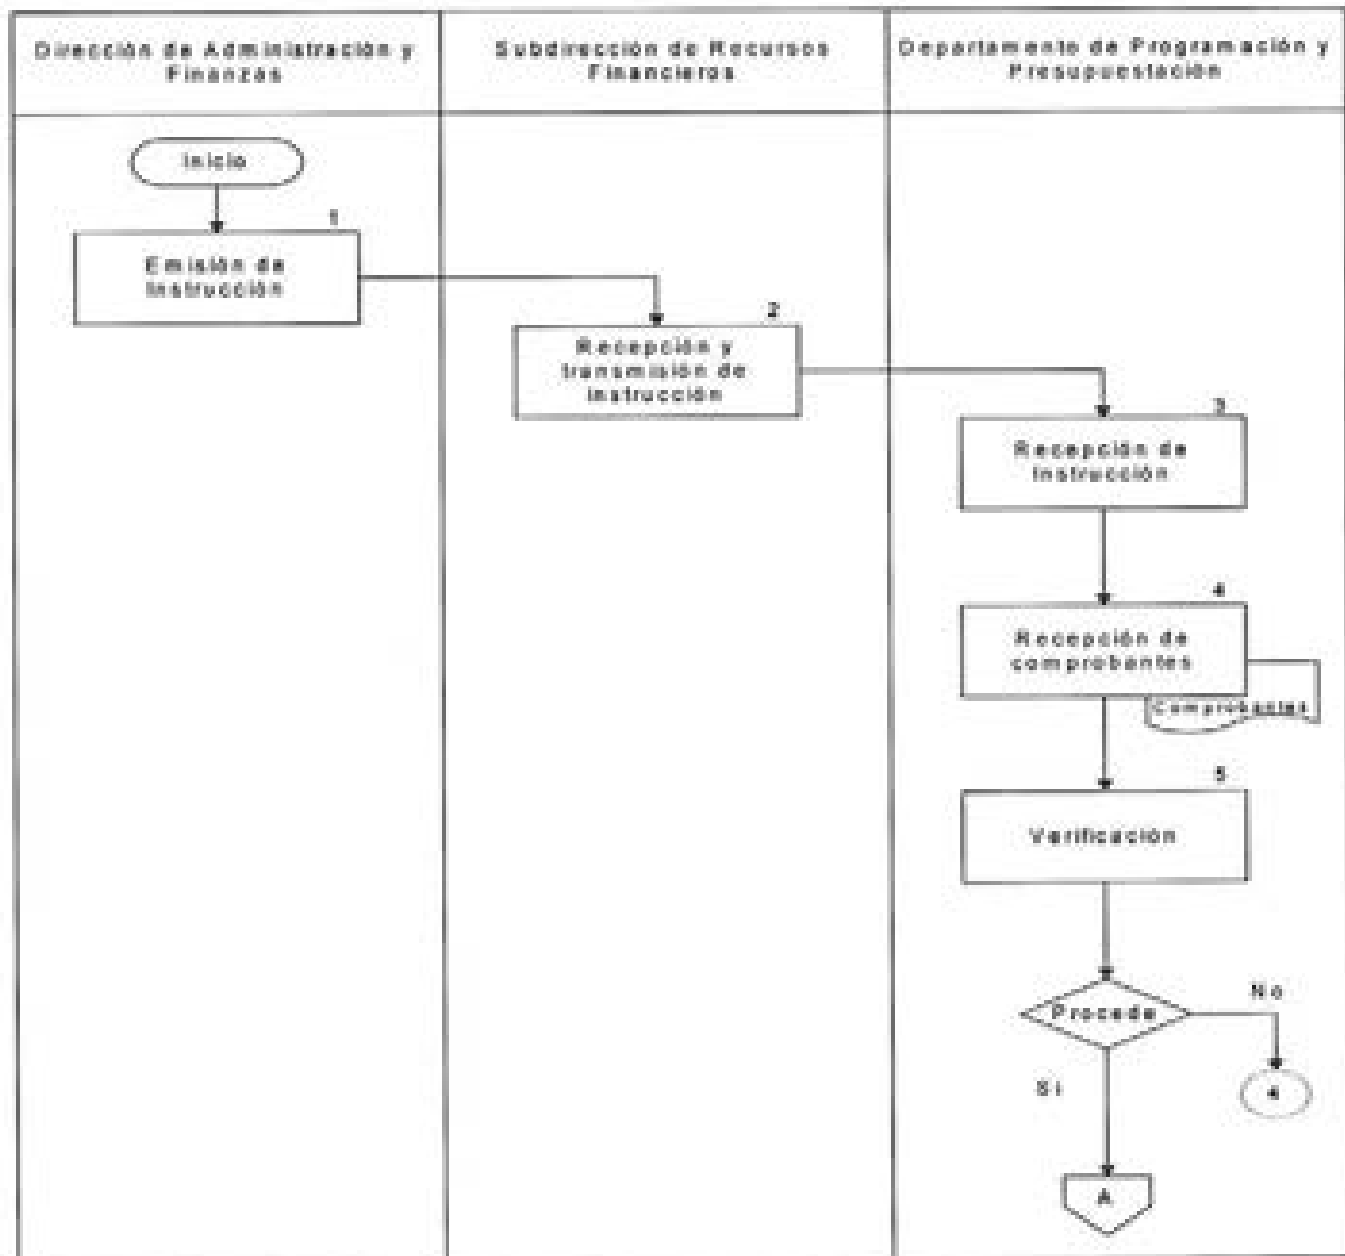 Dirección de Administración y
Finanzas
Subdirección de Recursos
Financieros
Departamento de Programación y
Presupuestación
Inicio
1
Emisión de
Instrucción
2
Recepción y
transmisión de
instrucción
3
Recepción de
Instrucción
4
Recepción de
comprobantes
Comprobantes
5
Verificación
Procede
No
Si
4
A